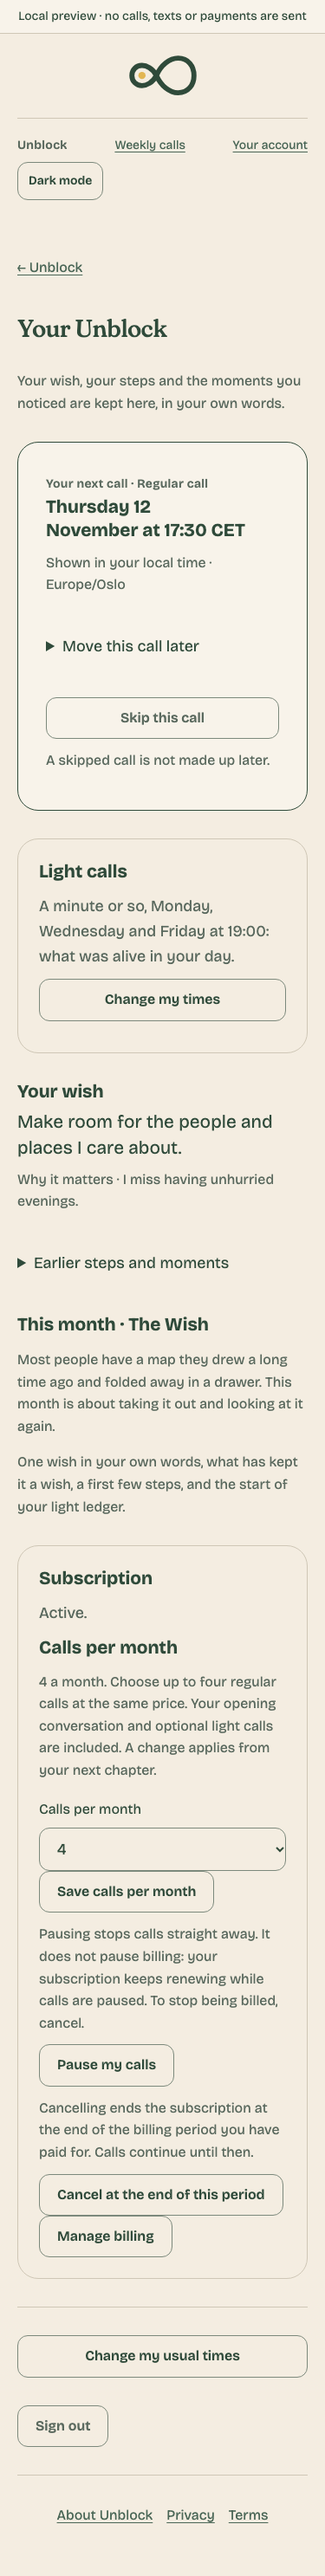 Local preview · no calls, texts or payments are sent
Unblock
Weekly calls
Your account
Dark mode
← Unblock
Your Unblock
Your wish, your steps and the moments you
noticed are kept here, in your own words.
Your next call · Regular call
Thursday 12
November at 17:30 CET
Shown in your local time ·
Europe/Oslo
Move this call later
Skip this call
A skipped call is not made up later.
Light calls
A minute or so, Monday,
Wednesday and Friday at 19:00:
what was alive in your day.
Change my times
Your wish
Make room for the people and
places I care about.
Why it matters · I miss having unhurried
evenings.
Earlier steps and moments
This month · The Wish
Most people have a map they drew a long
time ago and folded away in a drawer. This
month is about taking it out and looking at it
again.
One wish in your own words, what has kept
it a wish, a first few steps, and the start of
your light ledger.
Subscription
Active.
Calls per month
4 a month. Choose up to four regular
calls at the same price. Your opening
conversation and optional light calls
are included. A change applies from
your next chapter.
Calls per month
4
Save calls per month
Pausing stops calls straight away. It
does not pause billing: your
subscription keeps renewing while
calls are paused. To stop being billed,
cancel.
Pause my calls
Cancelling ends the subscription at
the end of the billing period you have
paid for. Calls continue until then.
Cancel at the end of this period
Manage billing
Change my usual times
Sign out
About Unblock
Privacy
Terms